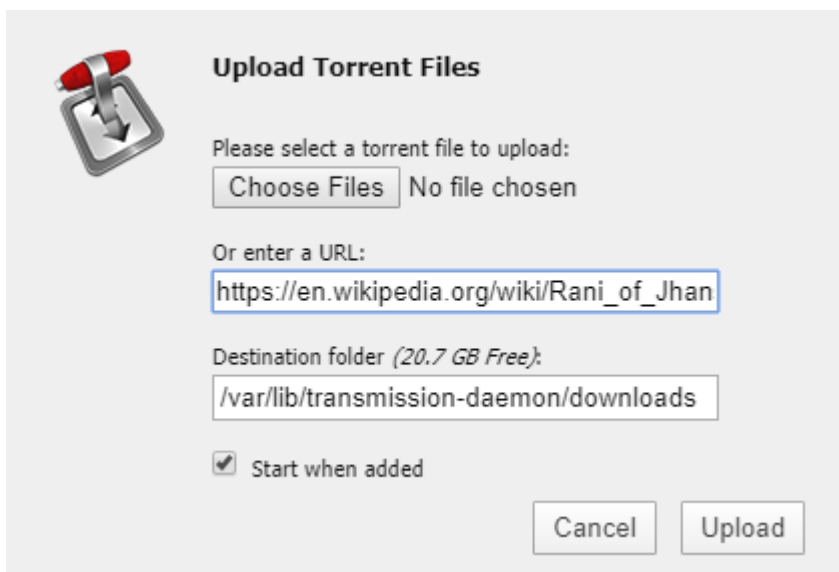 Upload Torrent Files
Please select a torrent file to upload:
Choose Files No file chosen
Or enter a URL:
https://en.wikipedia.org/wiki/Rani_of_Jhan
Destination folder (20.7 GB Free):
/var/lib/transmission-daemon/downloads
Start when added
Cancel Upload